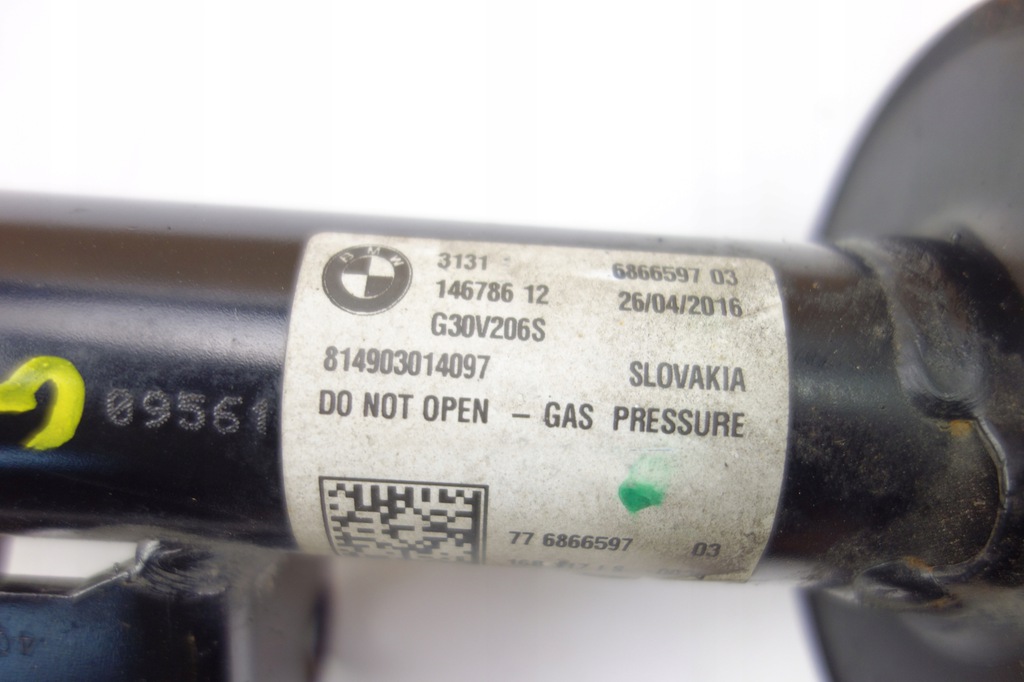 BMW
3131 6866597 03
146786 12 26/04/2016
G30V206S
814903014097 SLOVAKIA
DO NOT OPEN - GAS PRESSURE
09561
77 6866597 03